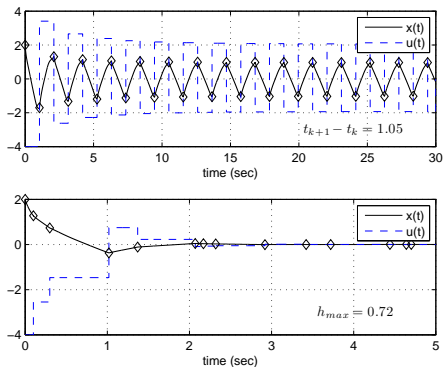 4
2
0
−2
−4
0 5 10 15 20 25 30
time (sec)
x(t)
u(t)
t_{k+1} − t_k = 1.05
2
0
−2
−4
0 1 2 3 4 5
time (sec)
x(t)
u(t)
h_{max} = 0.72